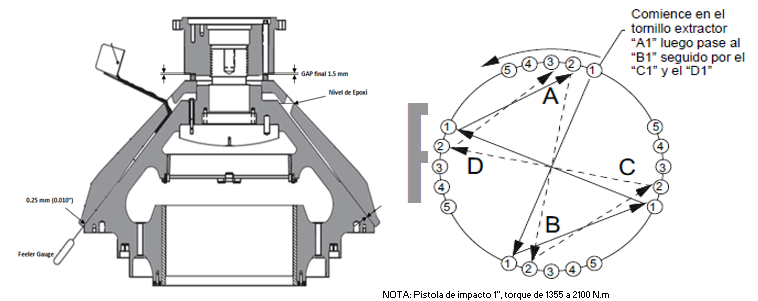 GAP final 1.5 mm
Nivel de Epoxi
0.25 mm (0.010")
Feeler Gauge
Comience en el
tornillo extractor
“A1” luego pase al
“B1” seguido por el
“C1” y el “D1”
5 4 3 2 1
A
1
2
3
4
5
D
5
4
3
2
1
C
B
1 2 3 4 5
NOTA: Pistola de impacto 1", torque de 1355 a 2100 N.m